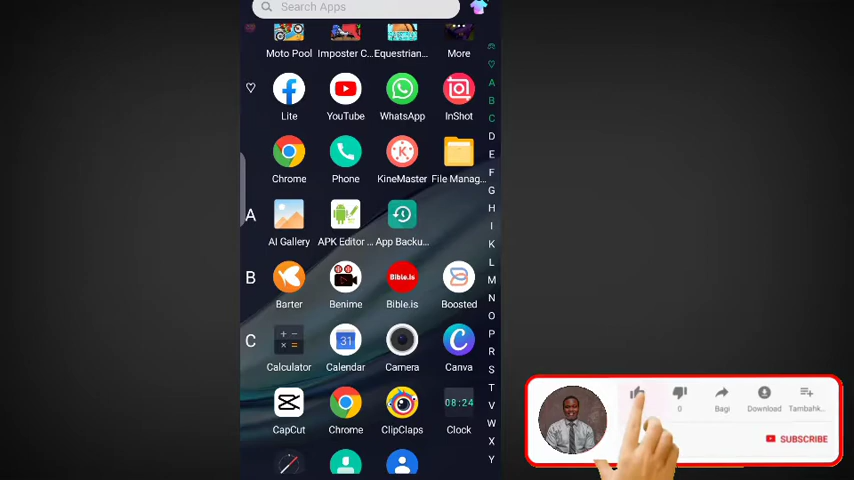 Search Apps
Moto Pool Imposter C... Equestrian... More
Lite YouTube WhatsApp InShot
Chrome Phone KineMaster File Manag...
A
AI Gallery APK Editor ... App Backu...
B
Bible.is
Barter Benime Bible.is Boosted
C
31
Calculator Calendar Camera Canva
08:24
CapCut Chrome ClipClaps Clock
A
B
C
D
E
F
G
H
I
K
L
M
N
O
P
R
S
T
V
W
X
Y
0 Bagi Download Tambahk...
SUBSCRIBE